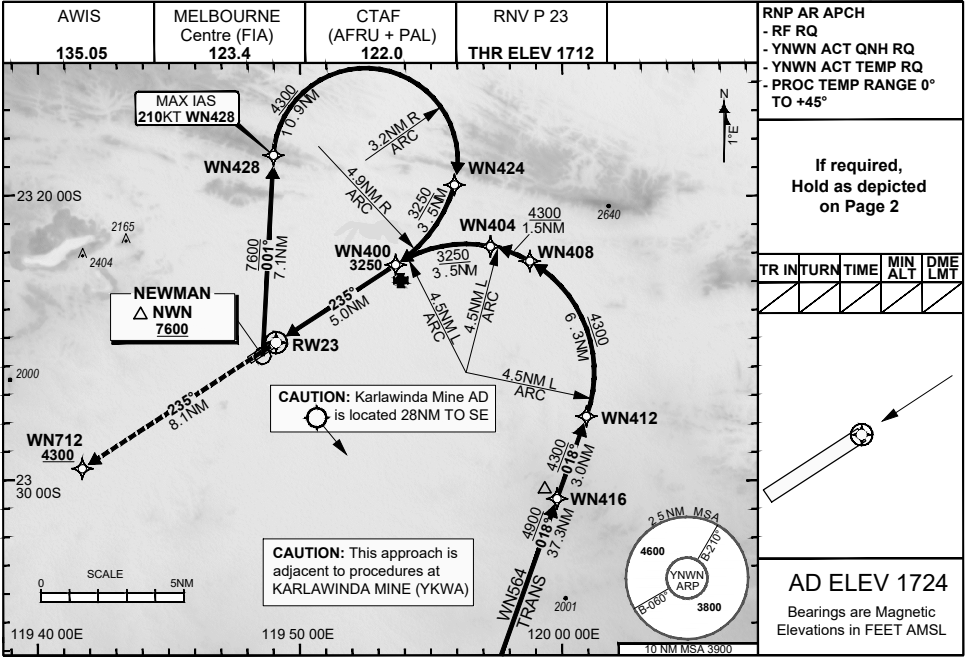 AWIS
135.05
MELBOURNE
Centre (FIA)
123.4
CTAF
(AFRU + PAL)
122.0
RNV P 23
THR ELEV 1712
RNP AR APCH
- RF RQ
- YNWN ACT QNH RQ
- YNWN ACT TEMP RQ
- PROC TEMP RANGE 0°
TO +45°
If required,
Hold as depicted
on Page 2
TR IN
TURN
TIME
MIN
ALT
DME
LMT
MAX IAS
210KT WN428
4300
10.9NM
3.2NM R
ARC
N
1°E
WN428
WN424
23 20 00S
4.9NM R
ARC
3250
3.5NM
2640
2165
2404
WN404
4300
1.5NM
WN408
WN400
3250
3250
3.5NM
7600
001°
7.1NM
NEWMAN
NWN
7600
235°
5.0NM
4.5NM L
ARC
4.5NM L
ARC
4300
6.3NM
RW23
2000
235°
8.1NM
4.5NM L
ARC
CAUTION: Karlawinda Mine AD
is located 28NM TO SE
WN412
WN712
4300
4300
018°
3.0NM
23
30 00S
WN416
4900
018°
37.3NM
CAUTION: This approach is
adjacent to procedures at
KARLAWINDA MINE (YKWA)
SCALE
0
5NM
WN564
TRANS
2001
25NM MSA
B-210°
4600
YNWN
ARP
B-060°
3800
10 NM MSA 3900
119 40 00E
119 50 00E
120 00 00E
AD ELEV 1724
Bearings are Magnetic
Elevations in FEET AMSL